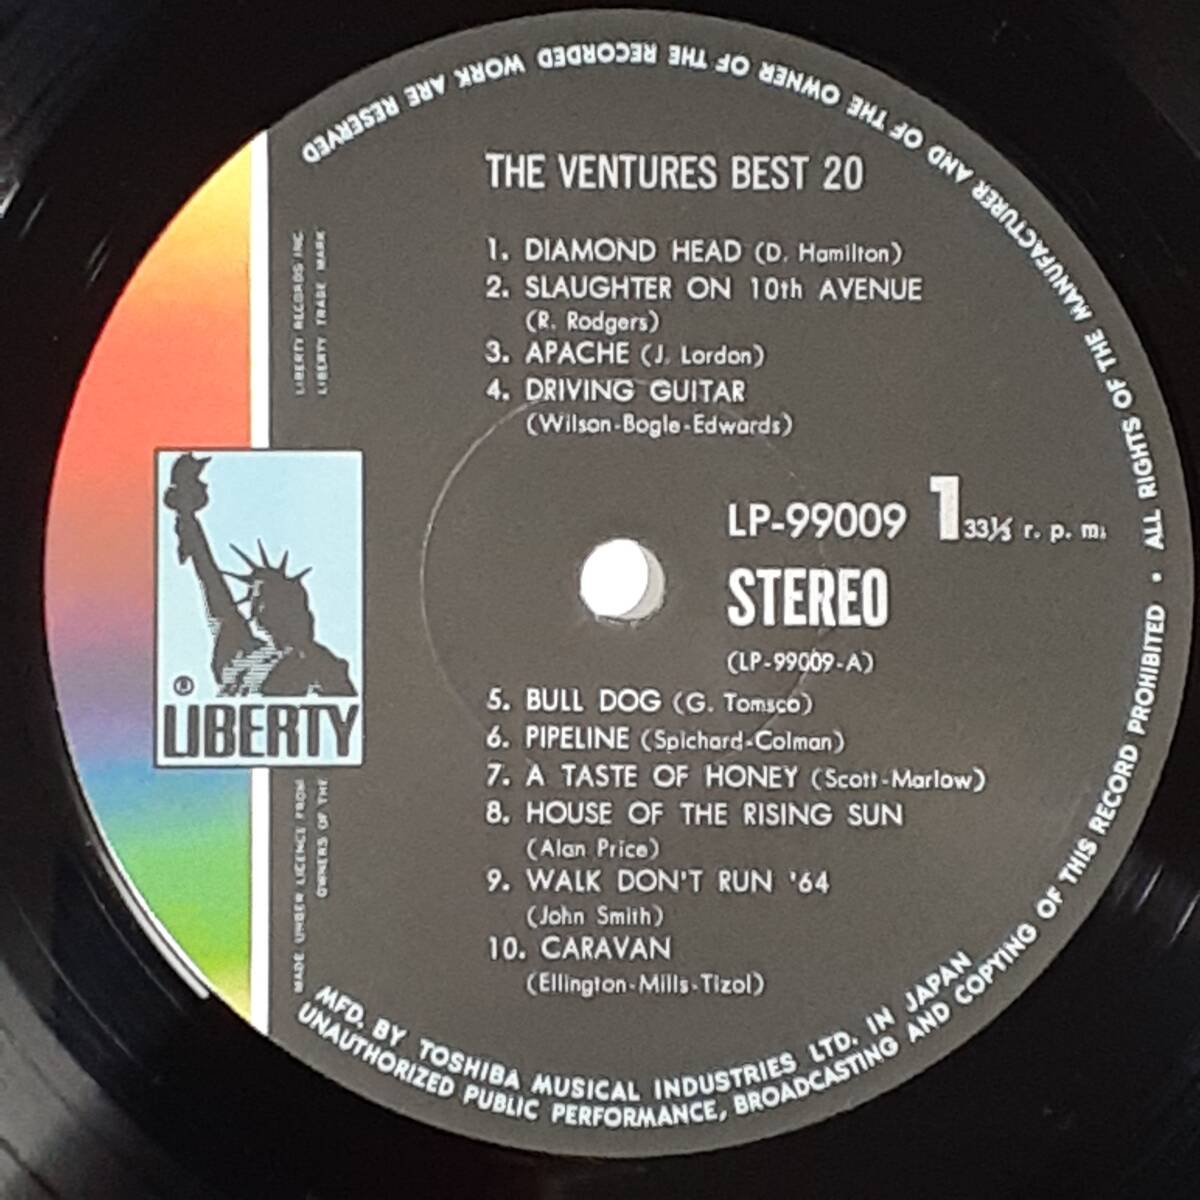 THE VENTURES BEST 20
1. DIAMOND HEAD (D. Hamilton)
2. SLAUGHTER ON 10th AVENUE
(R. Rodgers)
3. APACHE (J. Lordon)
4. DRIVING GUITAR
(Wilson-Bogle-Edwards)
LP-99009 1 33⅓ r. p. m.
STEREO
(LP-99009-A)
5. BULL DOG (G. Tomsco)
6. PIPELINE (Spichard-Colman)
7. A TASTE OF HONEY (Scott-Marlow)
8. HOUSE OF THE RISING SUN
(Alan Price)
9. WALK DON'T RUN '64
(John Smith)
10. CARAVAN
(Ellington-Mills-Tizol)
LIBERTY RECORDS INC.
LIBERTY TRADE MARK
®
LIBERTY
MADE UNDER LICENCE FROM
OWNERS OF THE
MFD. BY TOSHIBA MUSICAL INDUSTRIES LTD. IN JAPAN
UNAUTHORIZED PUBLIC PERFORMANCE, BROADCASTING AND COPYING OF THIS RECORD PROHIBITED • ALL RIGHTS OF THE MANUFACTURER AND OF THE OWNER OF THE RECORDED WORK ARE RESERVED